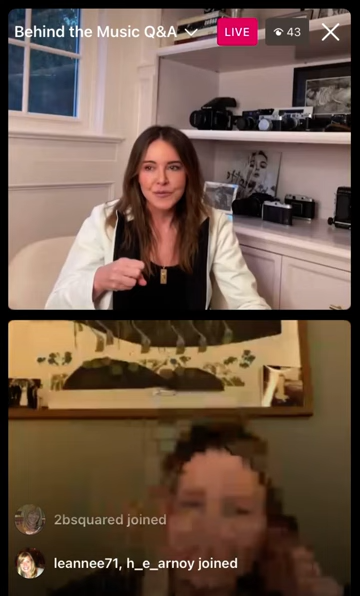 Behind the Music Q&A
LIVE
43
2bsquared joined
leannee71, h_e_arnoy joined